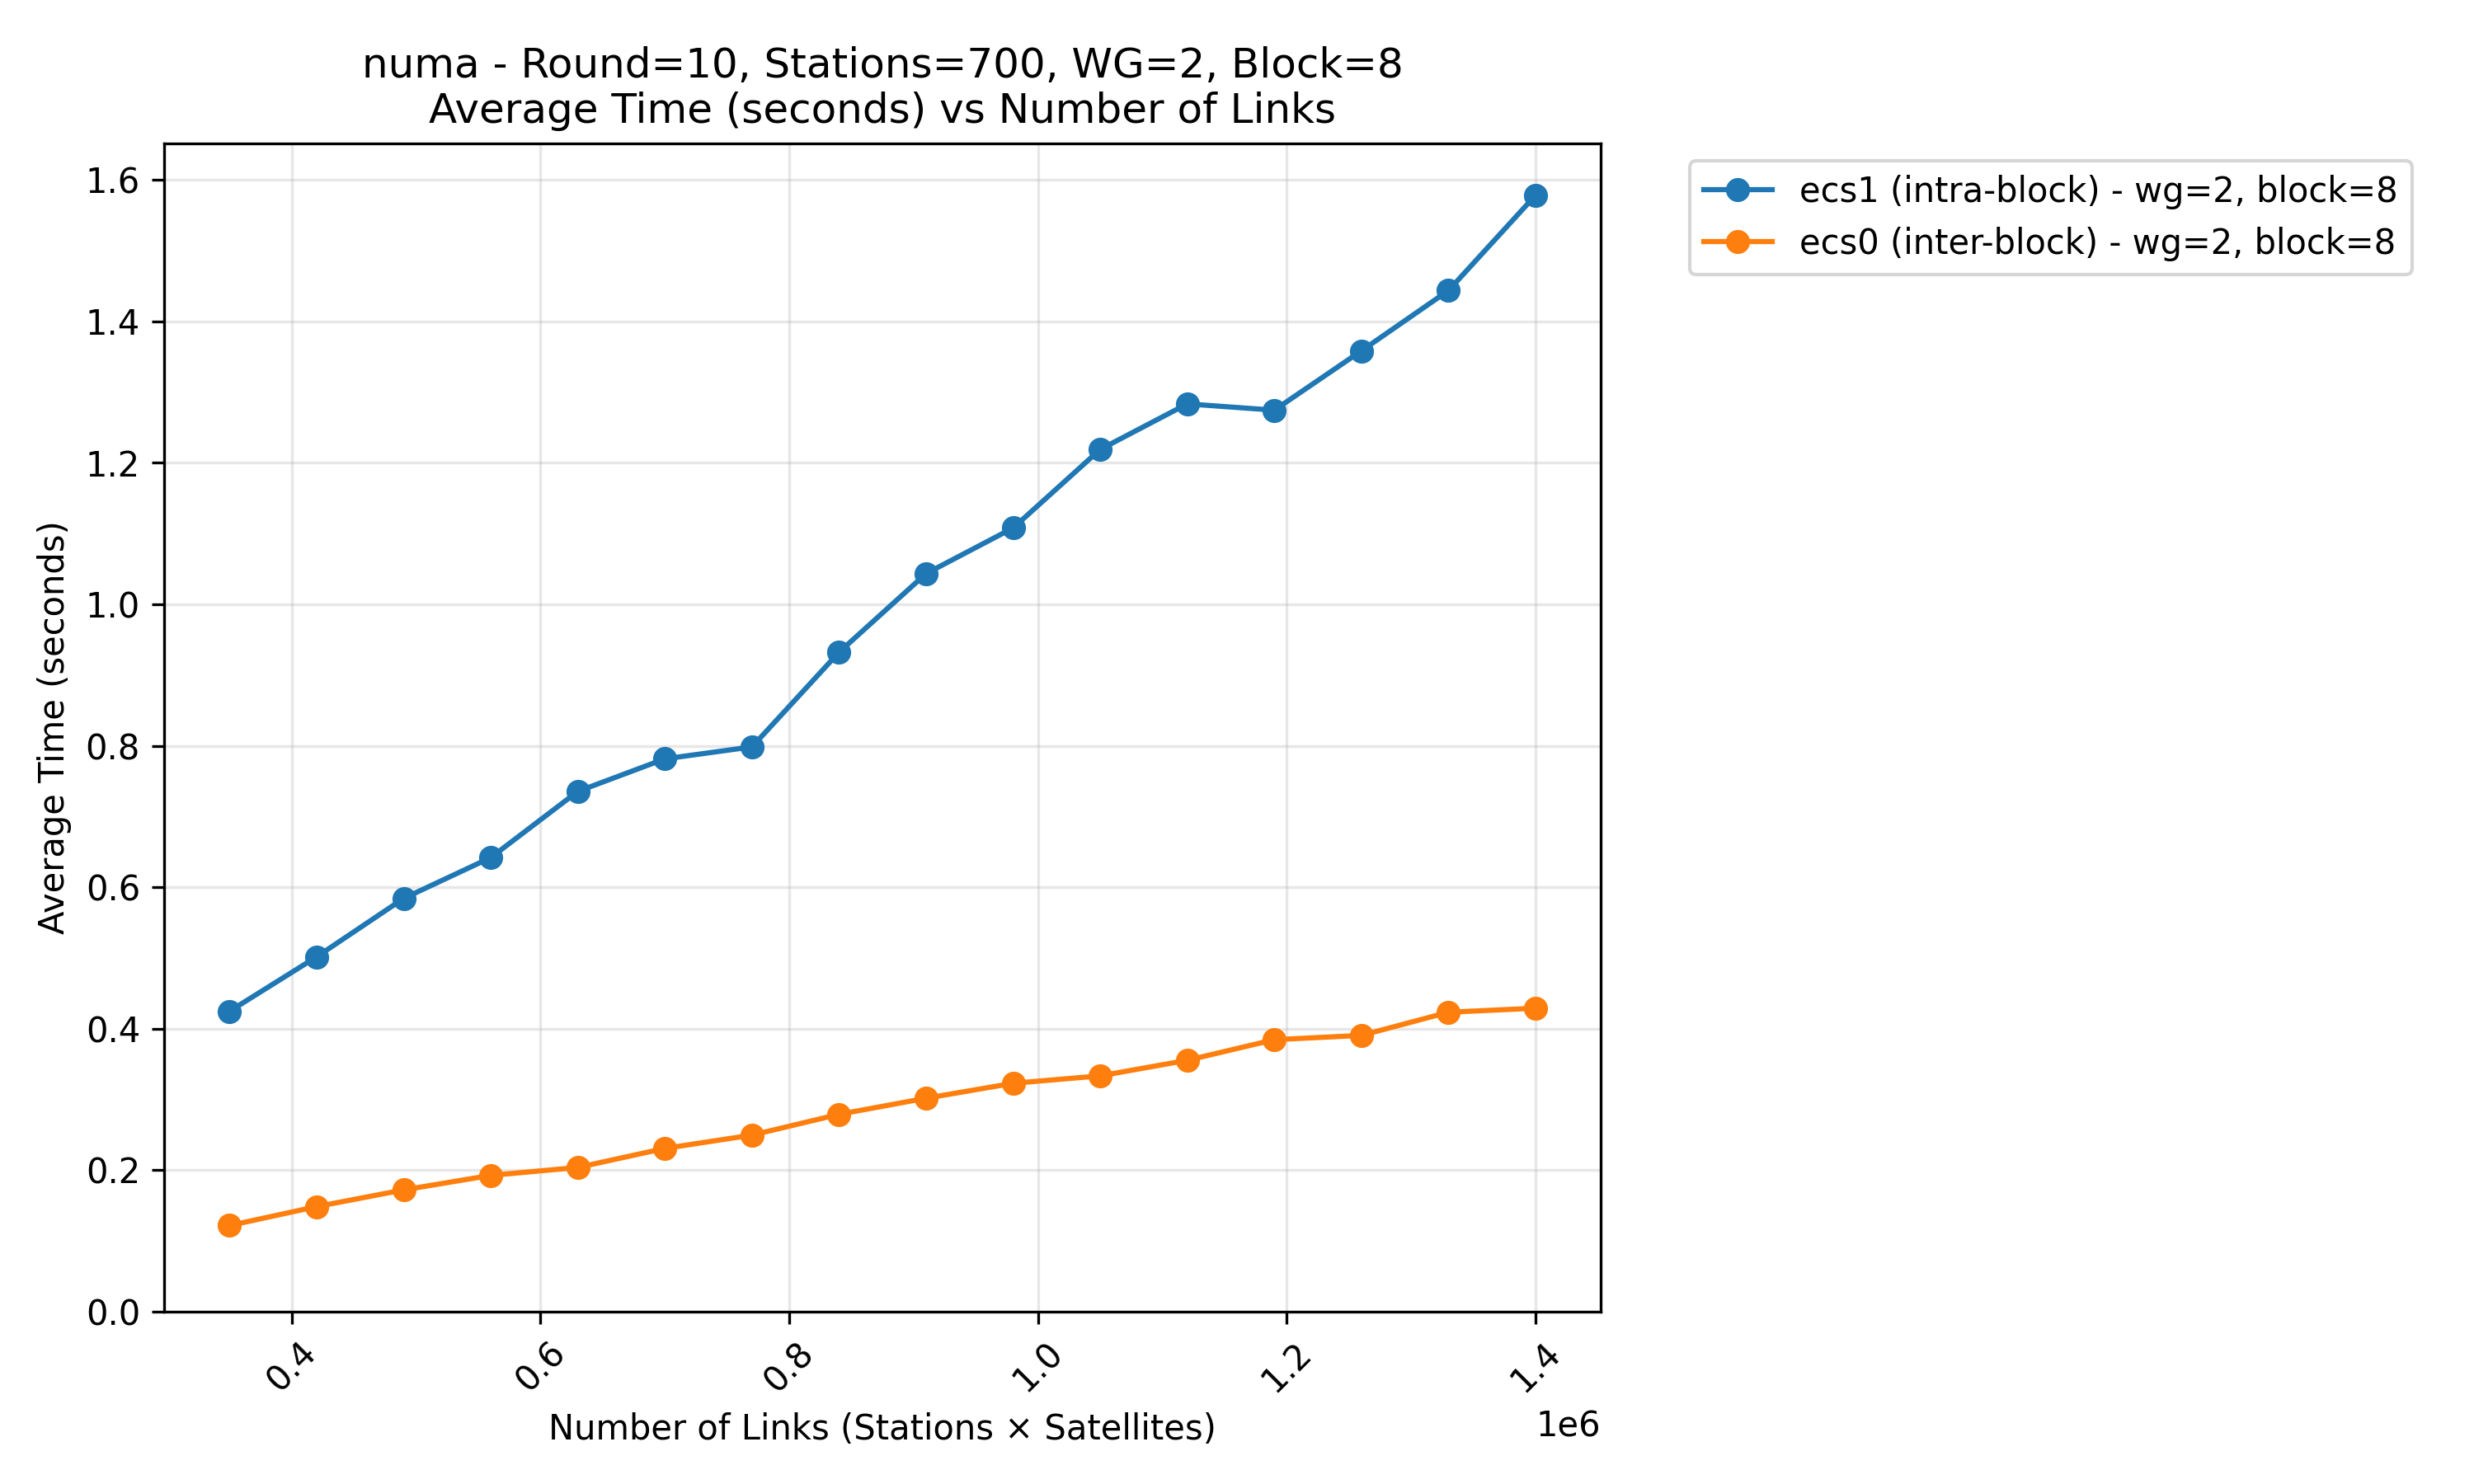 numa - Round=10, Stations=700, WG=2, Block=8
Average Time (seconds) vs Number of Links
ecs1 (intra-block) - wg=2, block=8
ecs0 (inter-block) - wg=2, block=8
Average Time (seconds)
1.6
1.4
1.2
1.0
0.8
0.6
0.4
0.2
0.0
0.4
0.6
0.8
1.0
1.2
1.4
1e6
Number of Links (Stations × Satellites)